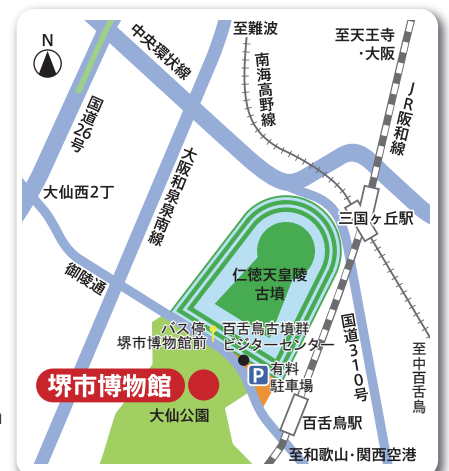 N
中央環状線
至難波
至天王寺
・大阪
南海高野線
JR阪和線
国道26号
大阪和泉泉南線
大仙西2丁
三国ヶ丘駅
御陵通
仁徳天皇陵
古墳
バス停
堺市博物館前
百舌鳥古墳群
ビジターセンター
国道310号
至中百舌鳥
P
有料
駐車場
堺市博物館
大仙公園
百舌鳥駅
至和歌山・関西空港